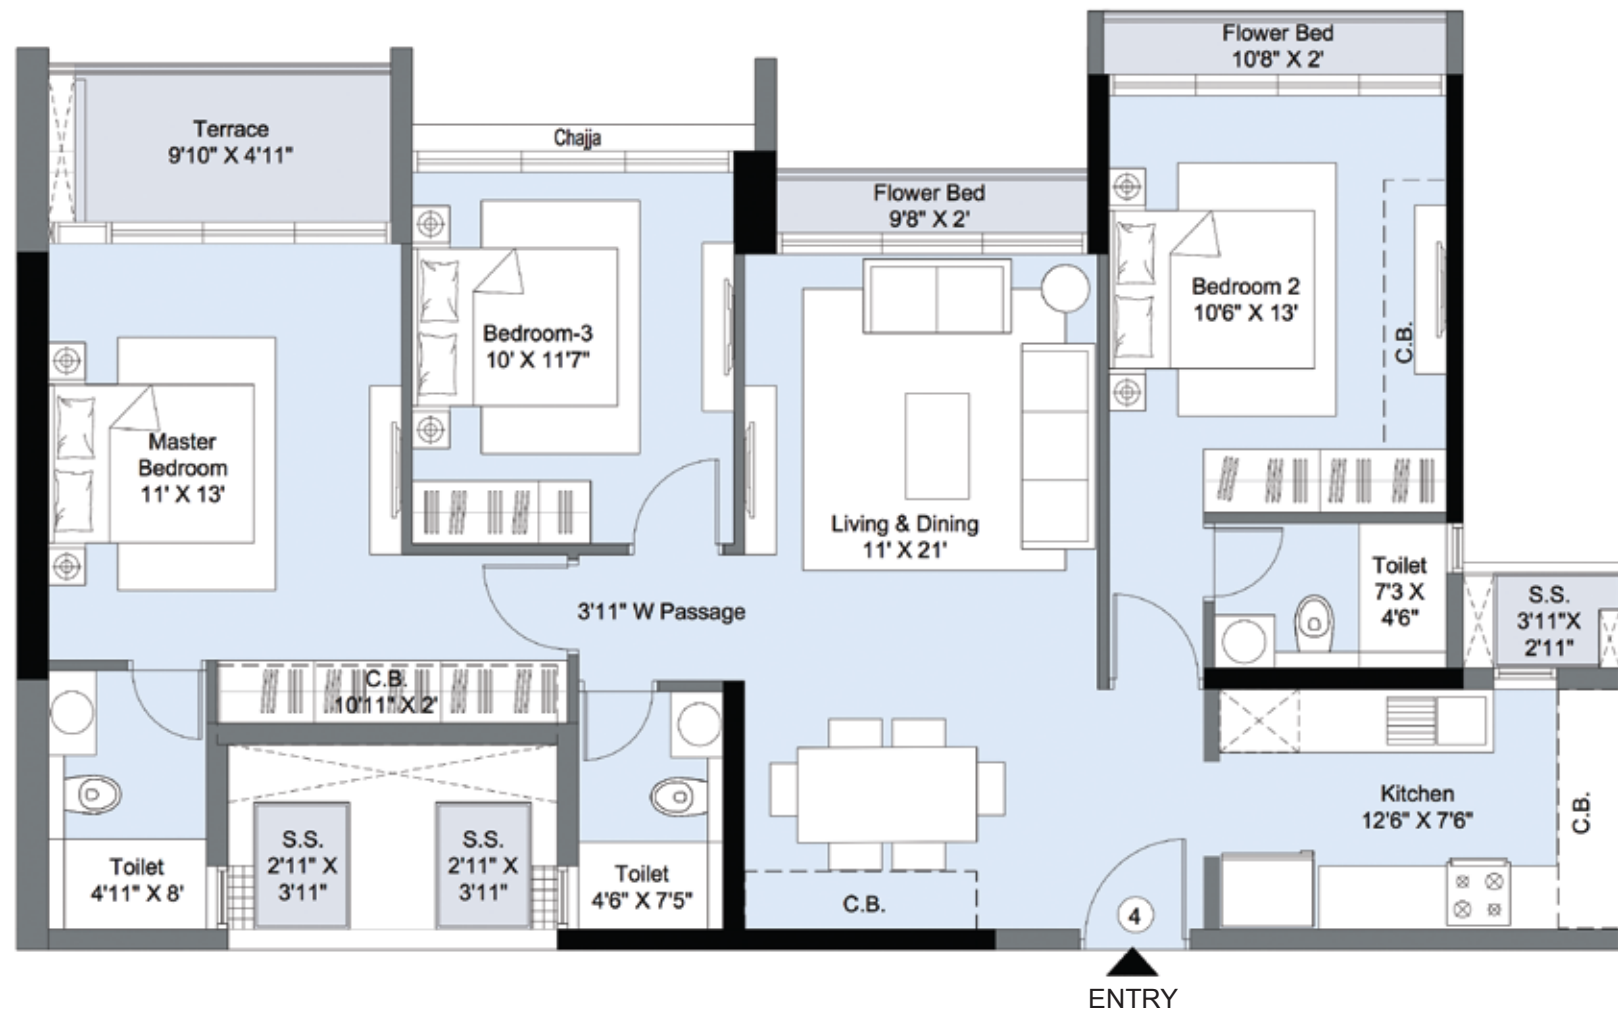 Flower Bed
10'8" X 2'
Terrace
9'10" X 4'11"
Chajja
Flower Bed
9'8" X 2'
Bedroom 2
10'6" X 13'
C.B.
Bedroom-3
10' X 11'7"
Master
Bedroom
11' X 13'
Living & Dining
11' X 21'
Toilet
7'3 X
4'6"
S.S.
3'11"X
2'11"
3'11" W Passage
C.B.
10'11" X 2'
Kitchen
12'6" X 7'6"
C.B.
Toilet
4'11" X 8'
S.S.
2'11" X
3'11"
S.S.
2'11" X
3'11"
Toilet
4'6" X 7'5"
C.B.
4
ENTRY